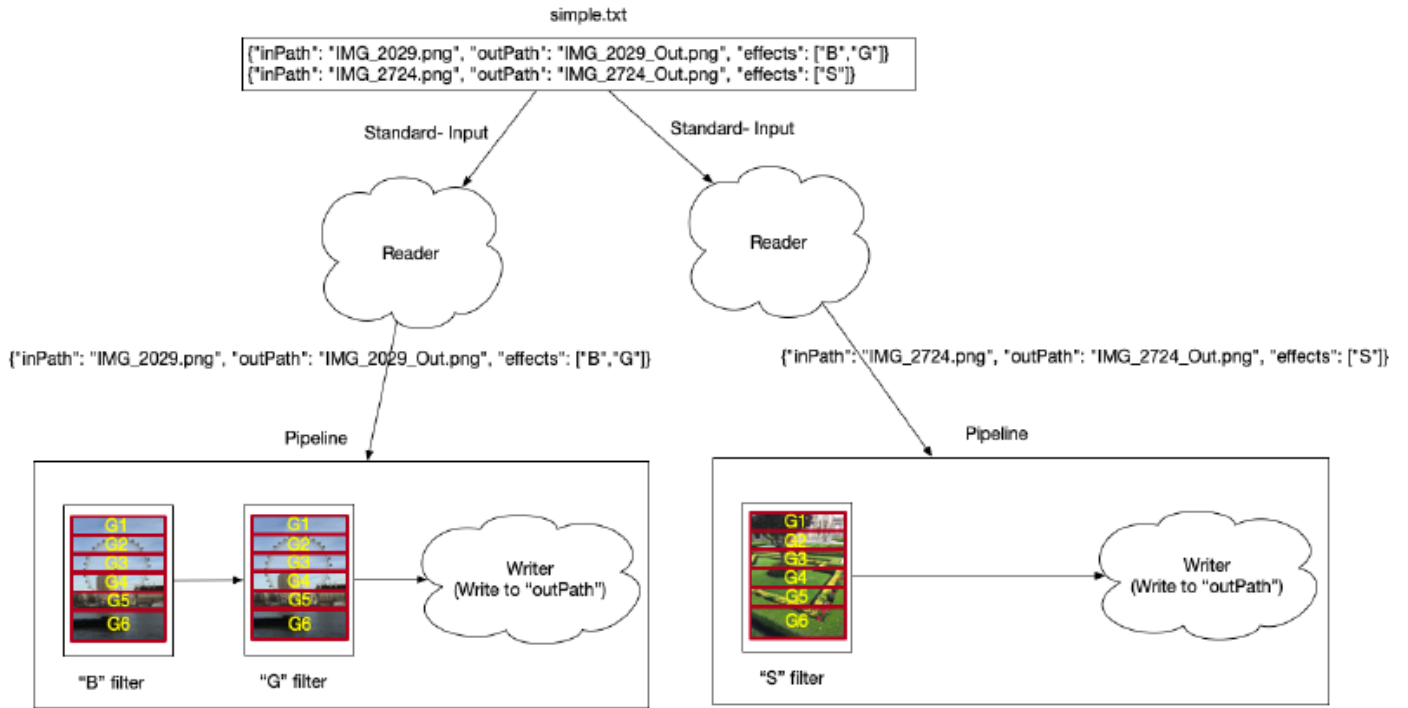 simple.txt
{"inPath": "IMG_2029.png", "outPath": "IMG_2029_Out.png", "effects": ["B","G"]}
{"inPath": "IMG_2724.png", "outPath": "IMG_2724_Out.png", "effects": ["S"]}
Standard- Input
Standard- Input
Reader
Reader
{"inPath": "IMG_2029.png", "outPath": "IMG_2029_Out.png", "effects": ["B","G"]}
{"inPath": "IMG_2724.png", "outPath": "IMG_2724_Out.png", "effects": ["S"]}
Pipeline
Pipeline
G1
G2
G3
G4
G5
G6
"B" filter
G1
G2
G3
G4
G5
G6
"G" filter
Writer
(Write to “outPath”)
G1
G2
G3
G4
G5
G6
"S" filter
Writer
(Write to “outPath”)